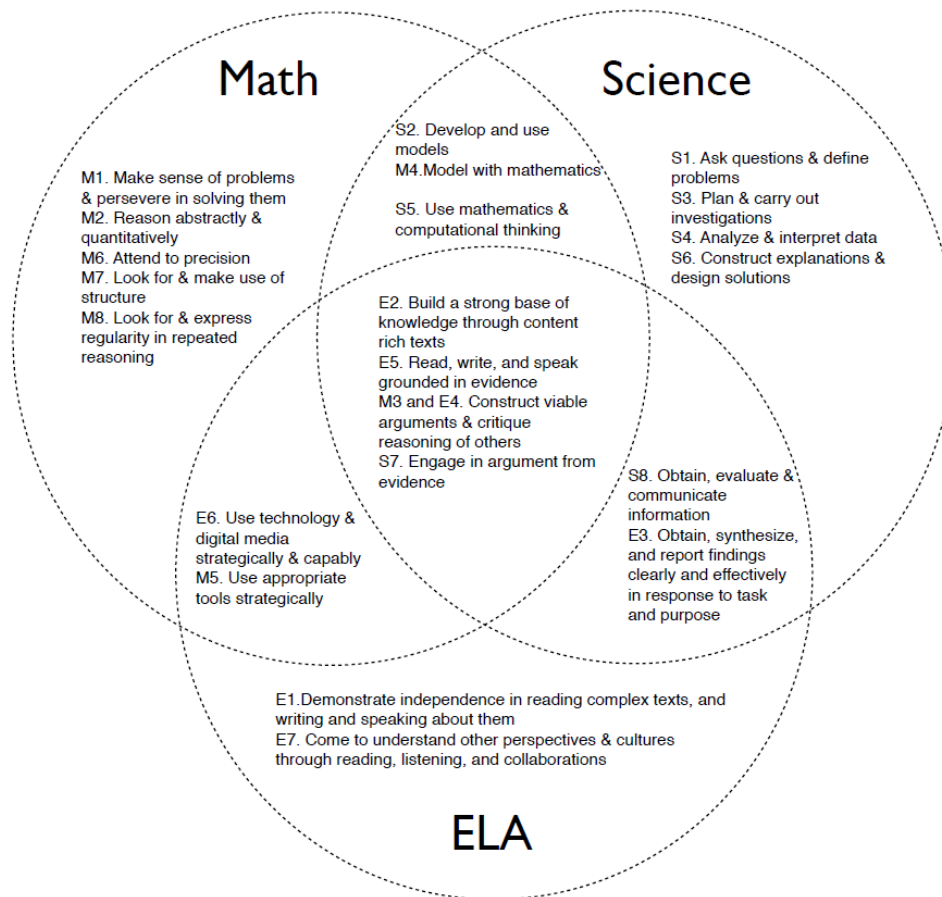 Math
Science
S2. Develop and use
models
M4.Model with mathematics
S5. Use mathematics &
computational thinking
M1. Make sense of problems
& persevere in solving them
M2. Reason abstractly &
quantitatively
M6. Attend to precision
M7. Look for & make use of
structure
M8. Look for & express
regularity in repeated
reasoning
S1. Ask questions & define
problems
S3. Plan & carry out
investigations
S4. Analyze & interpret data
S6. Construct explanations &
design solutions
E2. Build a strong base of
knowledge through content
rich texts
E5. Read, write, and speak
grounded in evidence
M3 and E4. Construct viable
arguments & critique
reasoning of others
S7. Engage in argument from
evidence
E6. Use technology &
digital media
strategically & capably
M5. Use appropriate
tools strategically
S8. Obtain, evaluate &
communicate
information
E3. Obtain, synthesize,
and report findings
clearly and effectively
in response to task
and purpose
E1.Demonstrate independence in reading complex texts, and
writing and speaking about them
E7. Come to understand other perspectives & cultures
through reading, listening, and collaborations
ELA